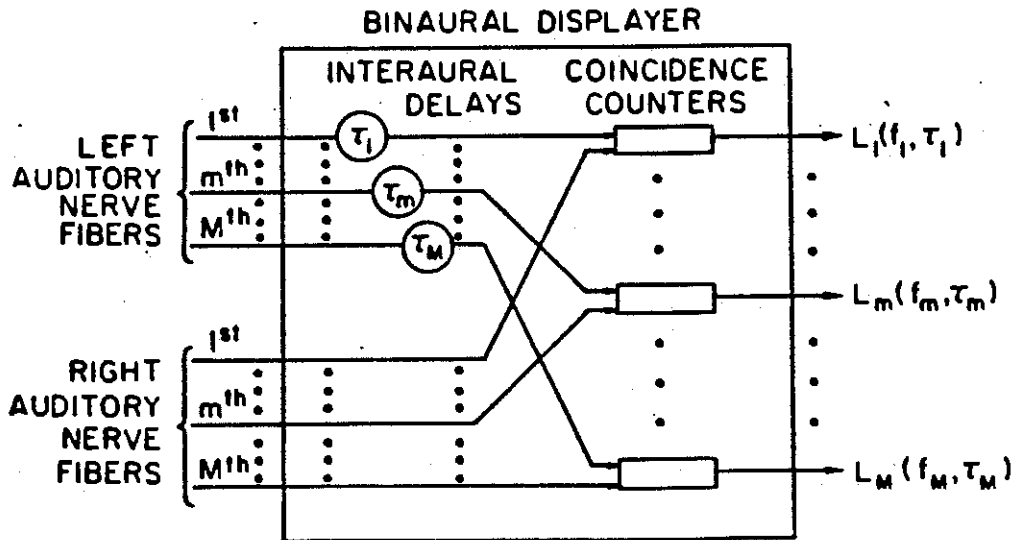 BINAURAL DISPLAYER
INTERAURAL DELAYS
COINCIDENCE COUNTERS
LEFT AUDITORY NERVE FIBERS
1st
mth
Mth
τ1
τm
τM
RIGHT AUDITORY NERVE FIBERS
1st
mth
Mth
L1(f1, τ1)
Lm(fm, τm)
LM(fM, τM)